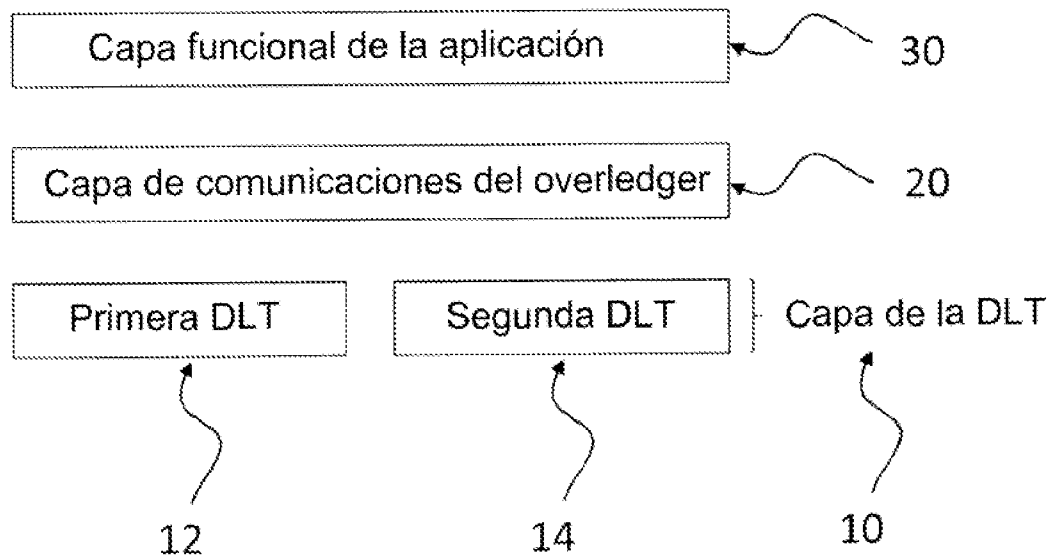 Capa funcional de la aplicación
30
Capa de comunicaciones del overledger
20
Primera DLT
Segunda DLT
Capa de la DLT
12
14
10